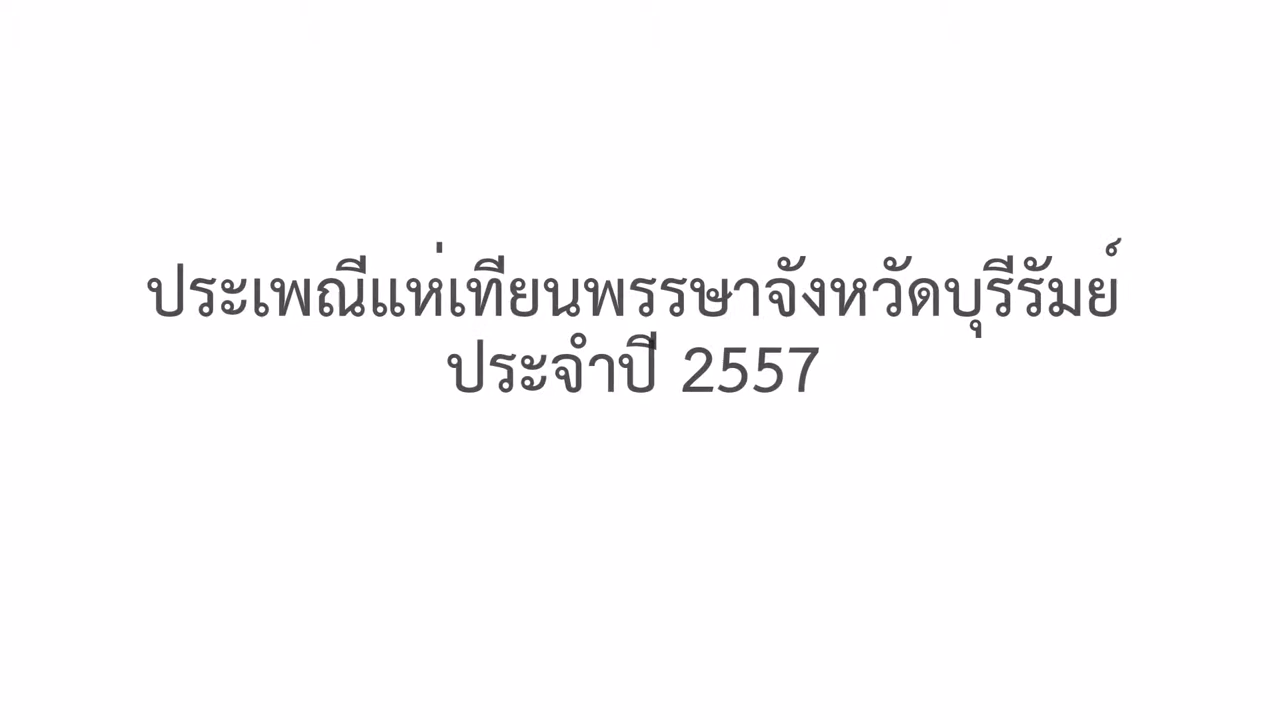 ประเพณีแห่เทียนพรรษาจังหวัดบุรีรัมย์
ประจำปี 2557